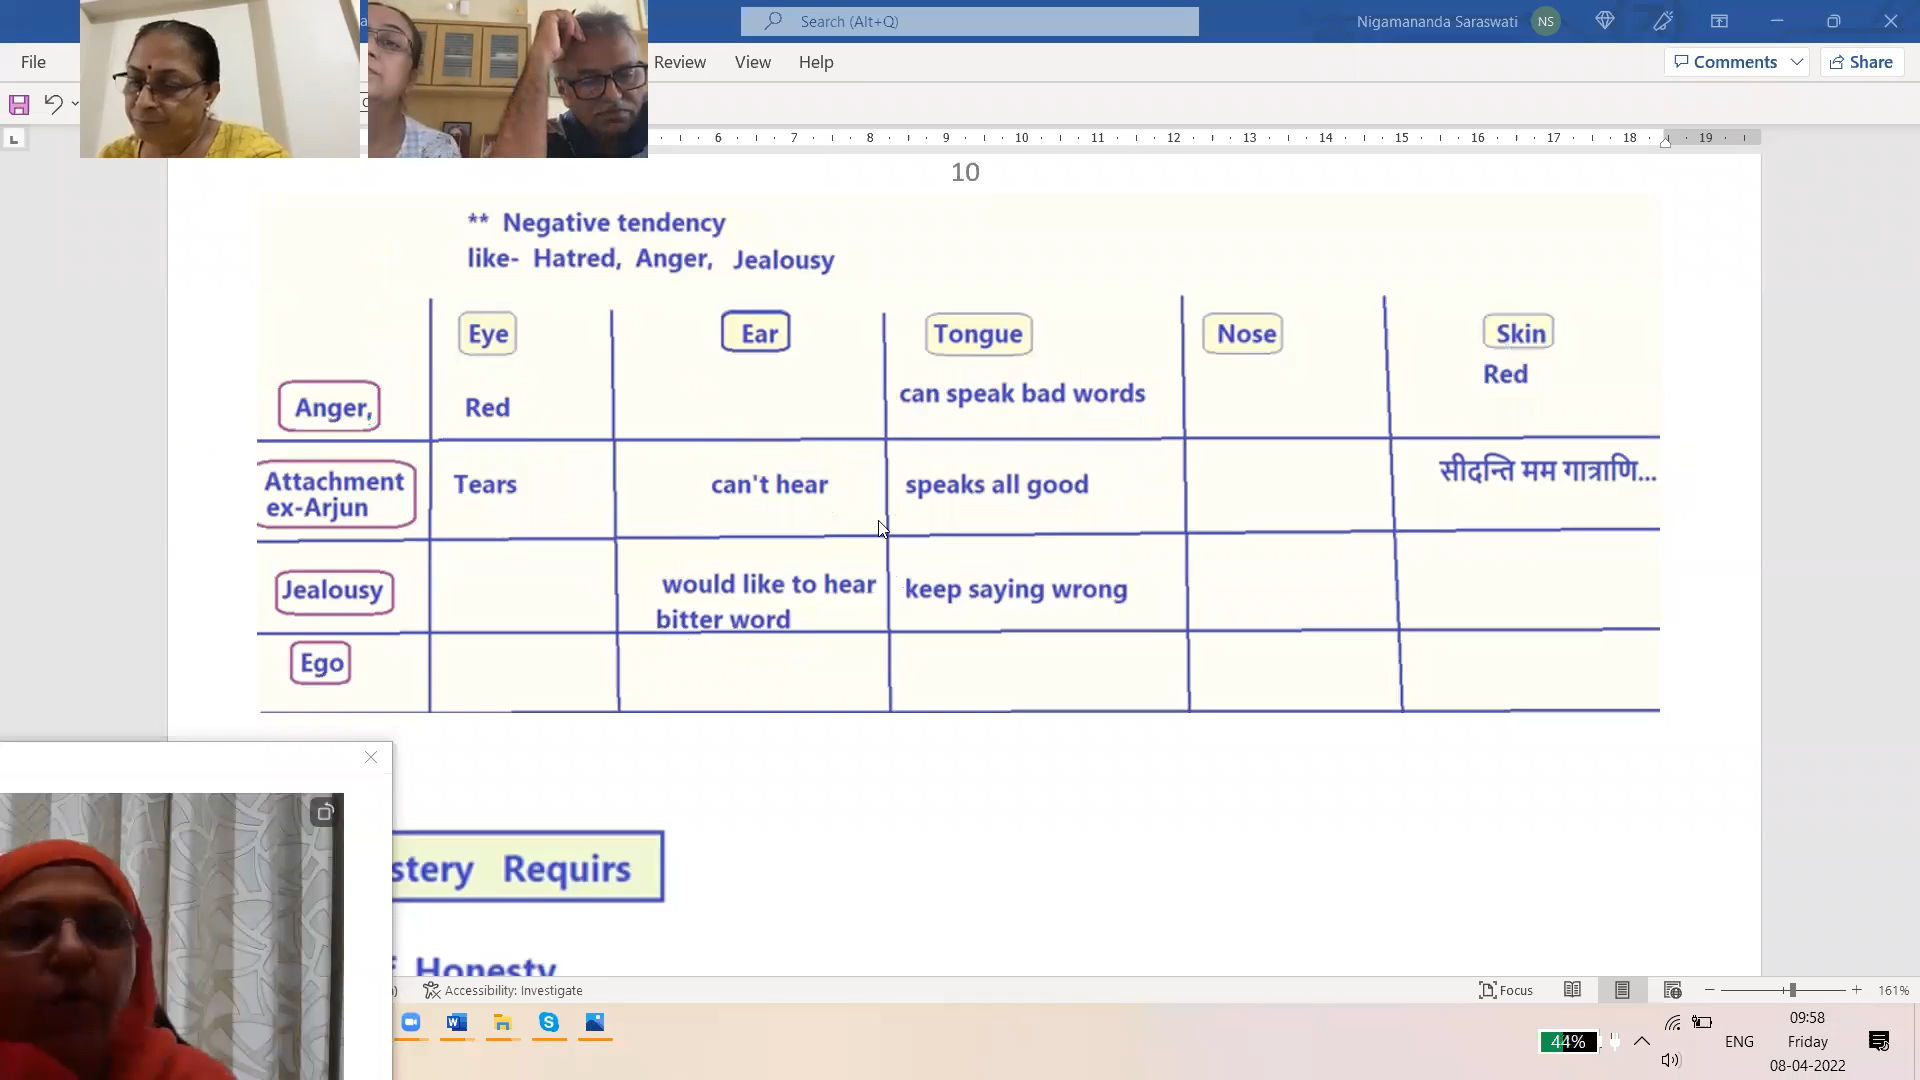 Search (Alt+Q)
Nigamananda Saraswati
NS
File
Review
View
Help
Comments
Share
6 7 8 9 10 11 12 13 14 15 16 17 18 19
10
** Negative tendency
like- Hatred, Anger, Jealousy
Eye Ear Tongue Nose Skin
Anger, Red can speak bad words Red
Attachment
ex-Arjun
Tears can't hear speaks all good सीदन्ति मम गात्राणि...
Jealousy would like to hear
bitter word
keep saying wrong
Ego
stery Requirs
Honesty
Accessibility: Investigate
Focus
161%
44%
ENG
09:58
Friday
08-04-2022